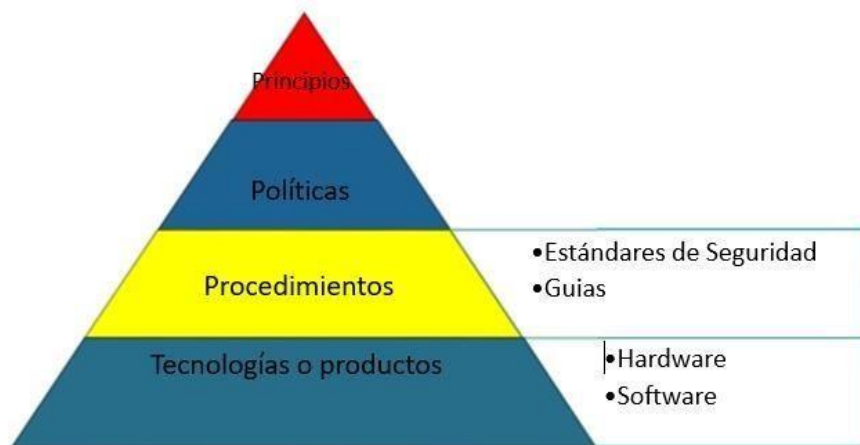 Principios
Políticas
Procedimientos
•Estándares de Seguridad
•Guias
Tecnologías o productos
•Hardware
•Software